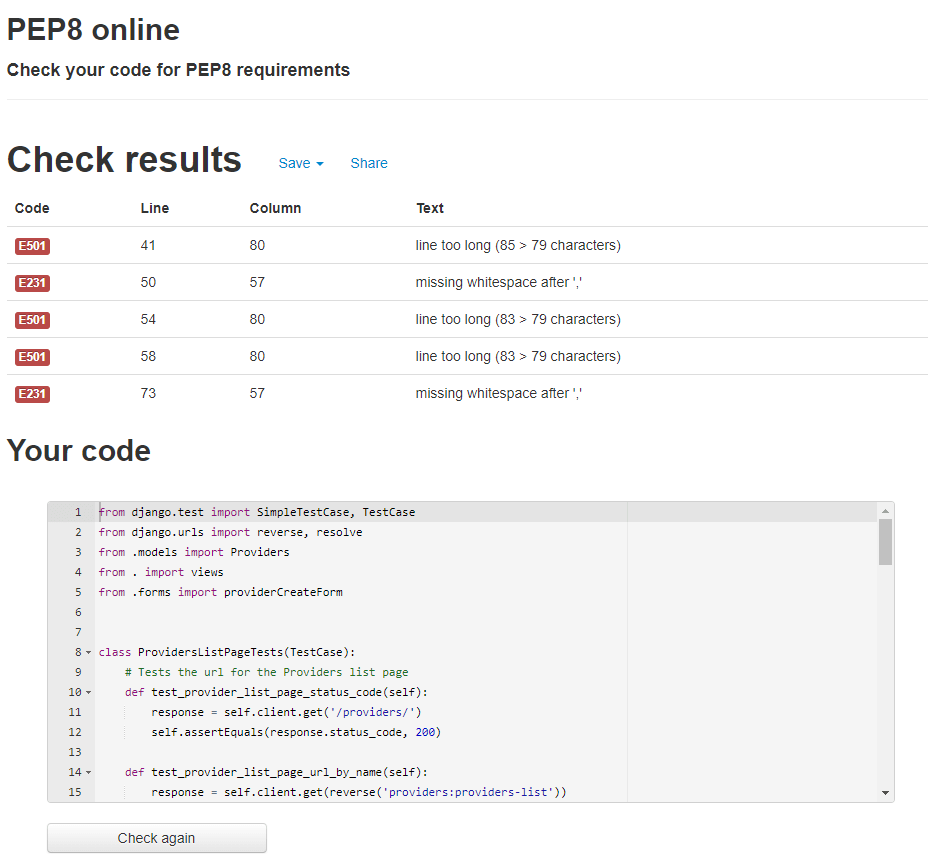 PEP8 online
Check your code for PEP8 requirements
Check results Save Share
Code Line Column Text
E501 41 80 line too long (85 > 79 characters)
E231 50 57 missing whitespace after ','
E501 54 80 line too long (83 > 79 characters)
E501 58 80 line too long (83 > 79 characters)
E231 73 57 missing whitespace after ','
Your code
1 from django.test import SimpleTestCase, TestCase
2 from django.urls import reverse, resolve
3 from .models import Providers
4 from . import views
5 from .forms import providerCreateForm
6
7
8 class ProvidersListPageTests(TestCase):
9     # Tests the url for the Providers list page
10     def test_provider_list_page_status_code(self):
11         response = self.client.get('/providers/')
12         self.assertEquals(response.status_code, 200)
13
14     def test_provider_list_page_url_by_name(self):
15         response = self.client.get(reverse('providers:providers-list'))
Check again